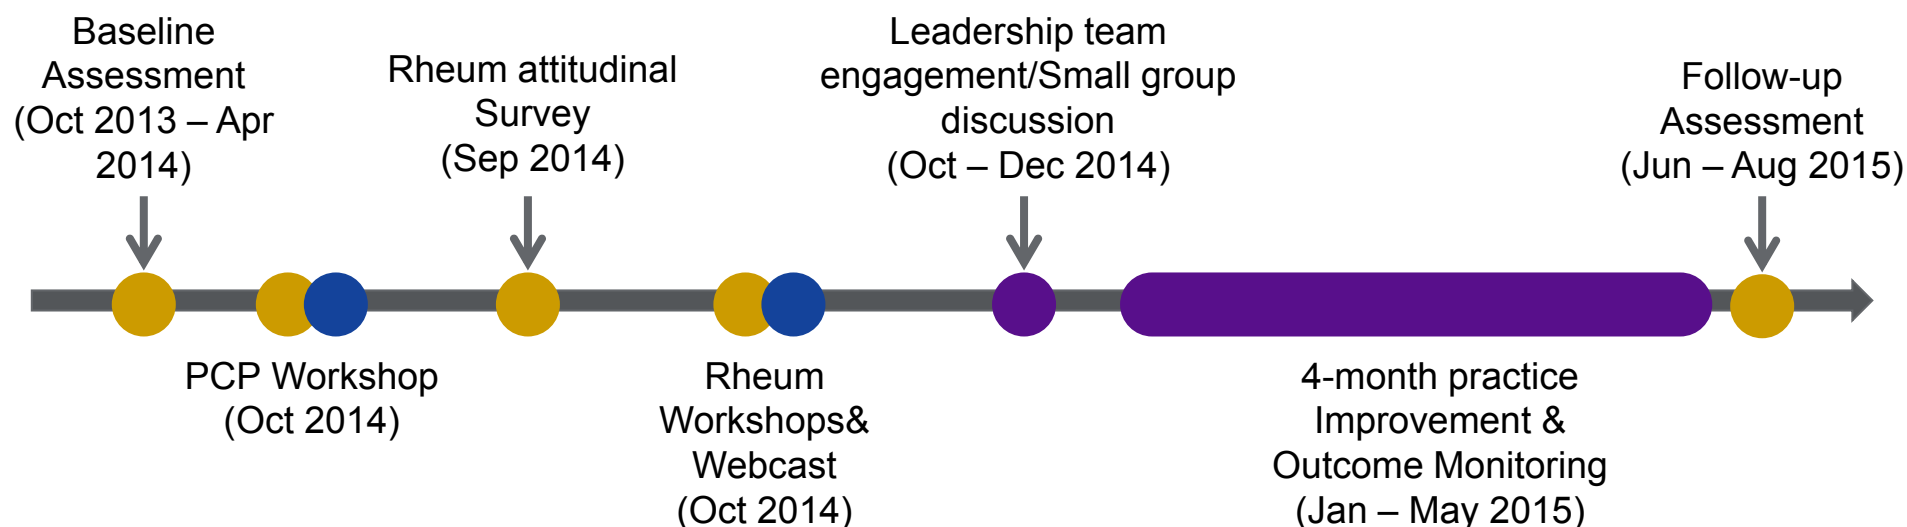 Baseline
Assessment
(Oct 2013 – Apr
2014)
Rheum attitudinal
Survey
(Sep 2014)
Leadership team
engagement/Small group
discussion
(Oct – Dec 2014)
Follow-up
Assessment
(Jun – Aug 2015)
PCP Workshop
(Oct 2014)
Rheum
Workshops&
Webcast
(Oct 2014)
4-month practice
Improvement &
Outcome Monitoring
(Jan – May 2015)